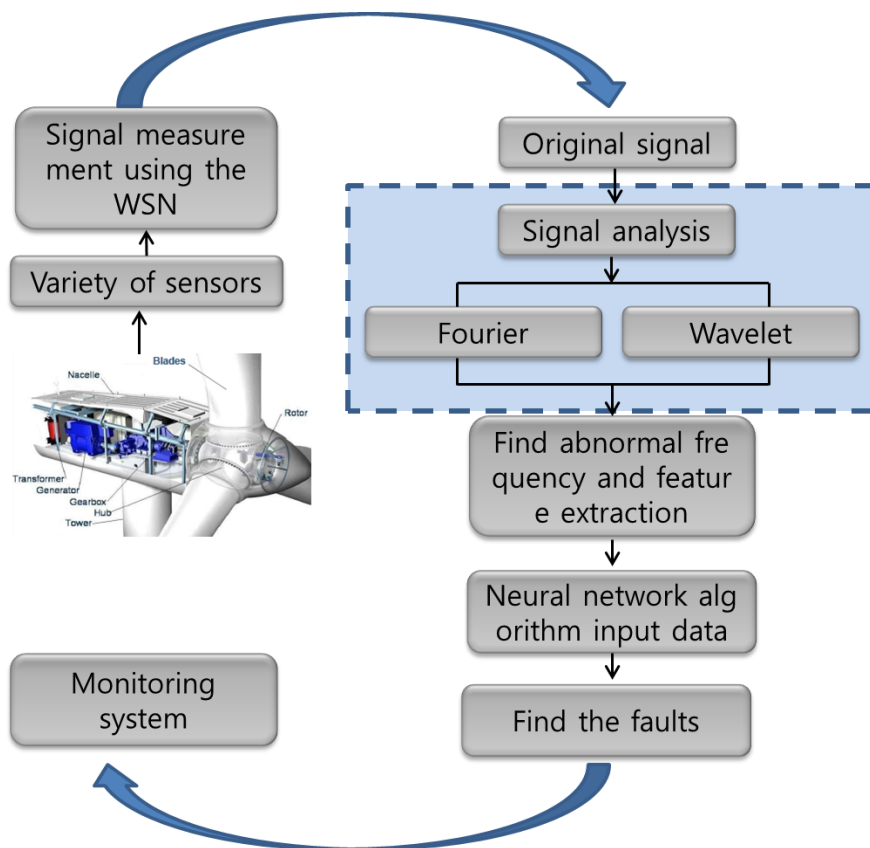 Signal measure
ment using the
WSN
Variety of sensors
Blades
Nacelle
Rotor
Transformer
Generator
Gearbox
Hub
Tower
Monitoring
system
Original signal
Signal analysis
Fourier
Wavelet
Find abnormal fre
quency and featur
e extraction
Neural network alg
orithm input data
Find the faults